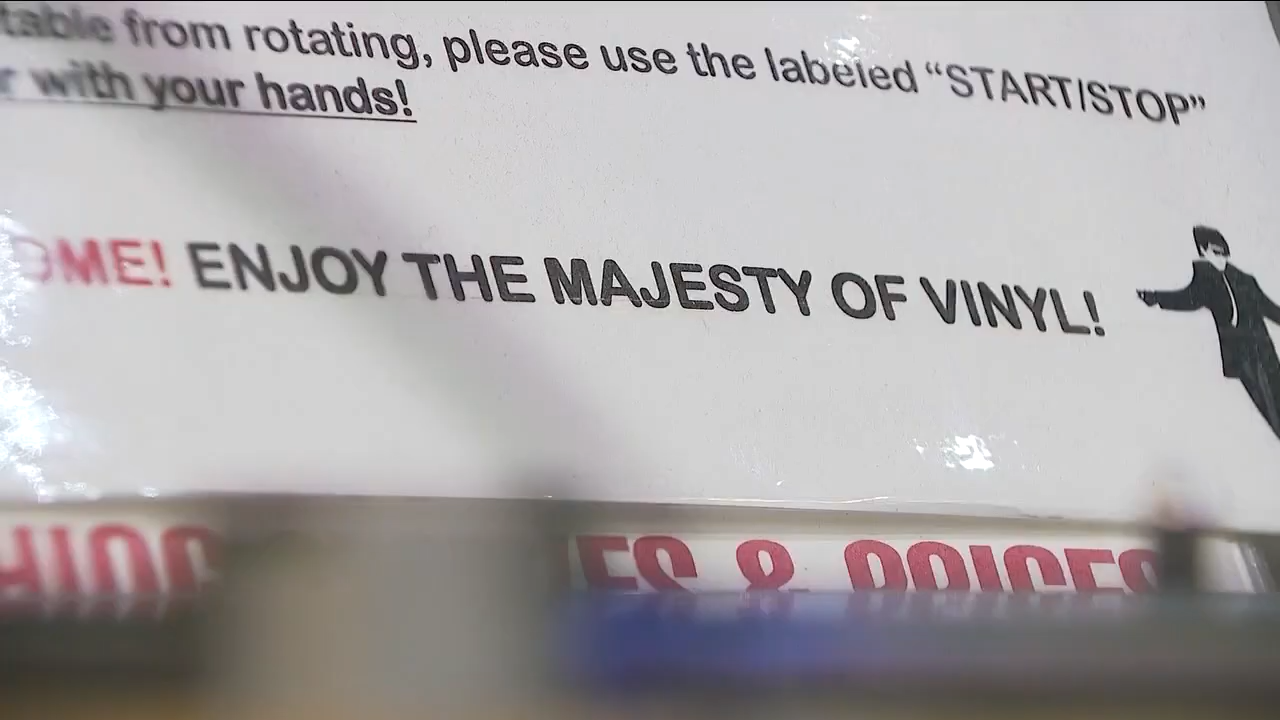 table from rotating, please use the labeled “START/STOP”
with your hands!
OME! ENJOY THE MAJESTY OF VINYL!
ES & PRICES